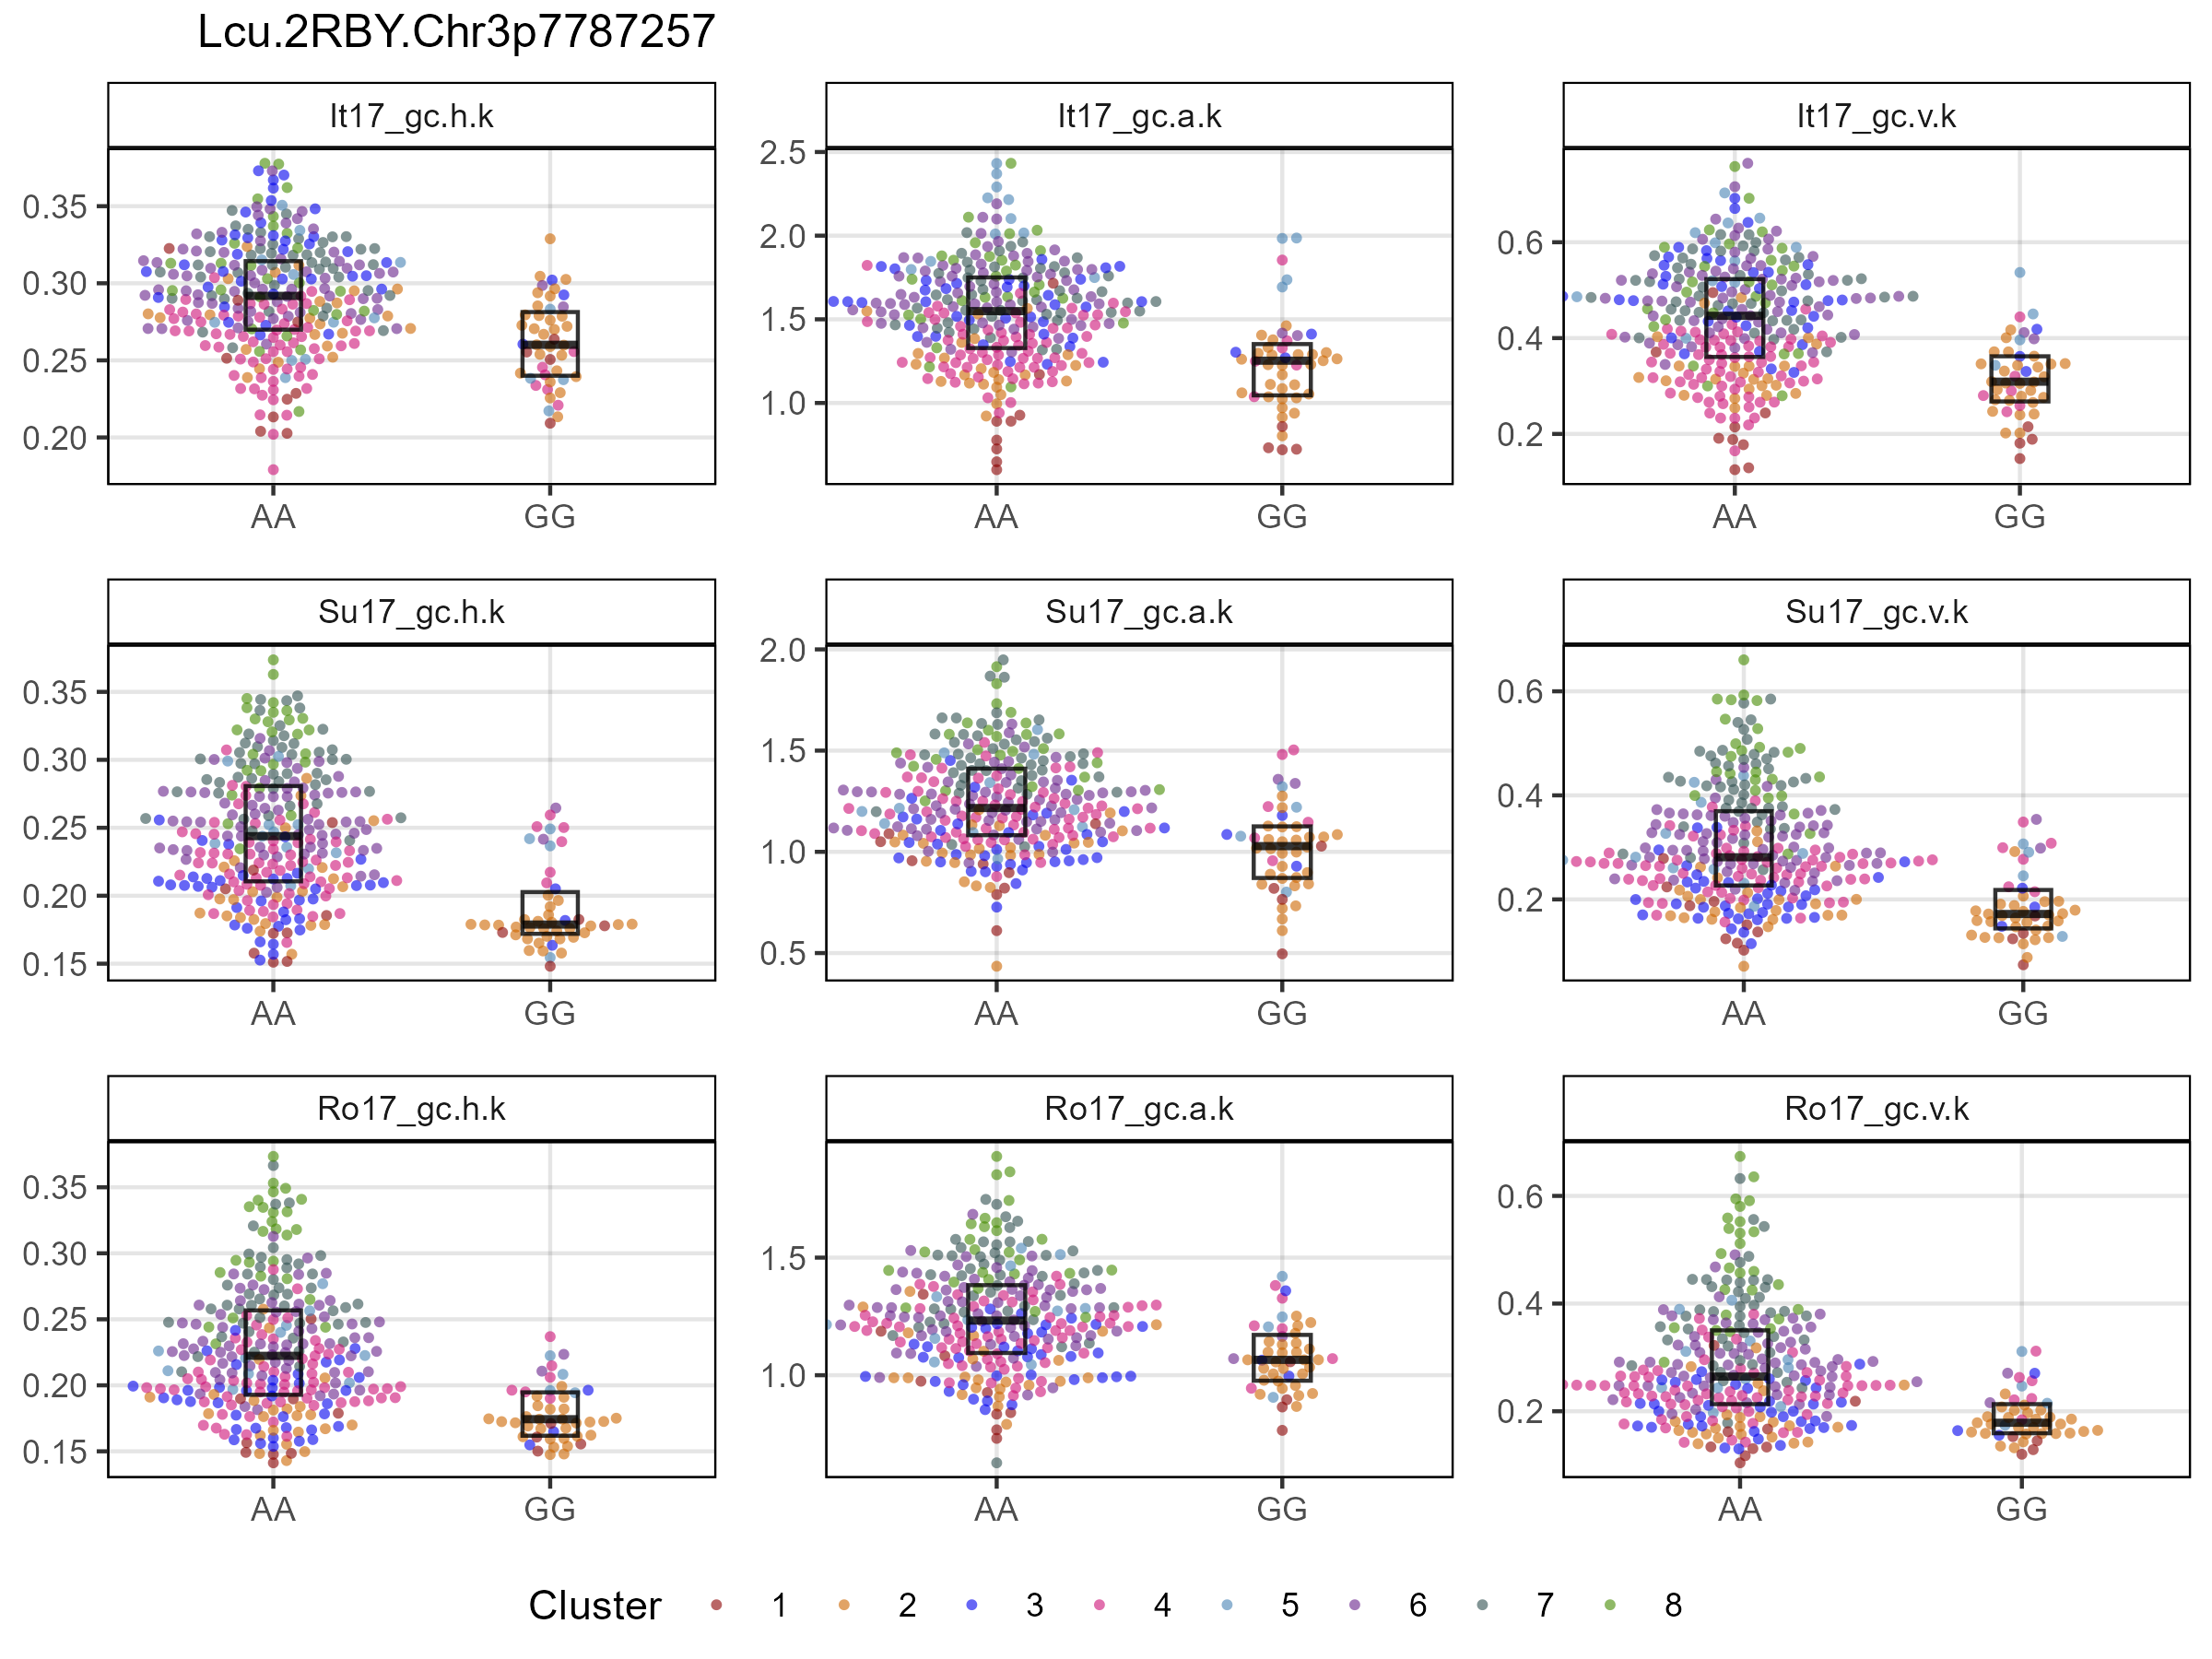 Lcu.2RBY.Chr3p7787257
It17_gc.h.k
It17_gc.a.k
It17_gc.v.k
0.35
0.30
0.25
0.20
AA
GG
2.5
2.0
1.5
1.0
AA
GG
0.6
0.4
0.2
AA
GG
Su17_gc.h.k
Su17_gc.a.k
Su17_gc.v.k
0.35
0.30
0.25
0.20
0.15
AA
GG
2.0
1.5
1.0
0.5
AA
GG
0.6
0.4
0.2
AA
GG
Ro17_gc.h.k
Ro17_gc.a.k
Ro17_gc.v.k
0.35
0.30
0.25
0.20
0.15
AA
GG
1.5
1.0
AA
GG
0.6
0.4
0.2
AA
GG
Cluster 1 2 3 4 5 6 7 8